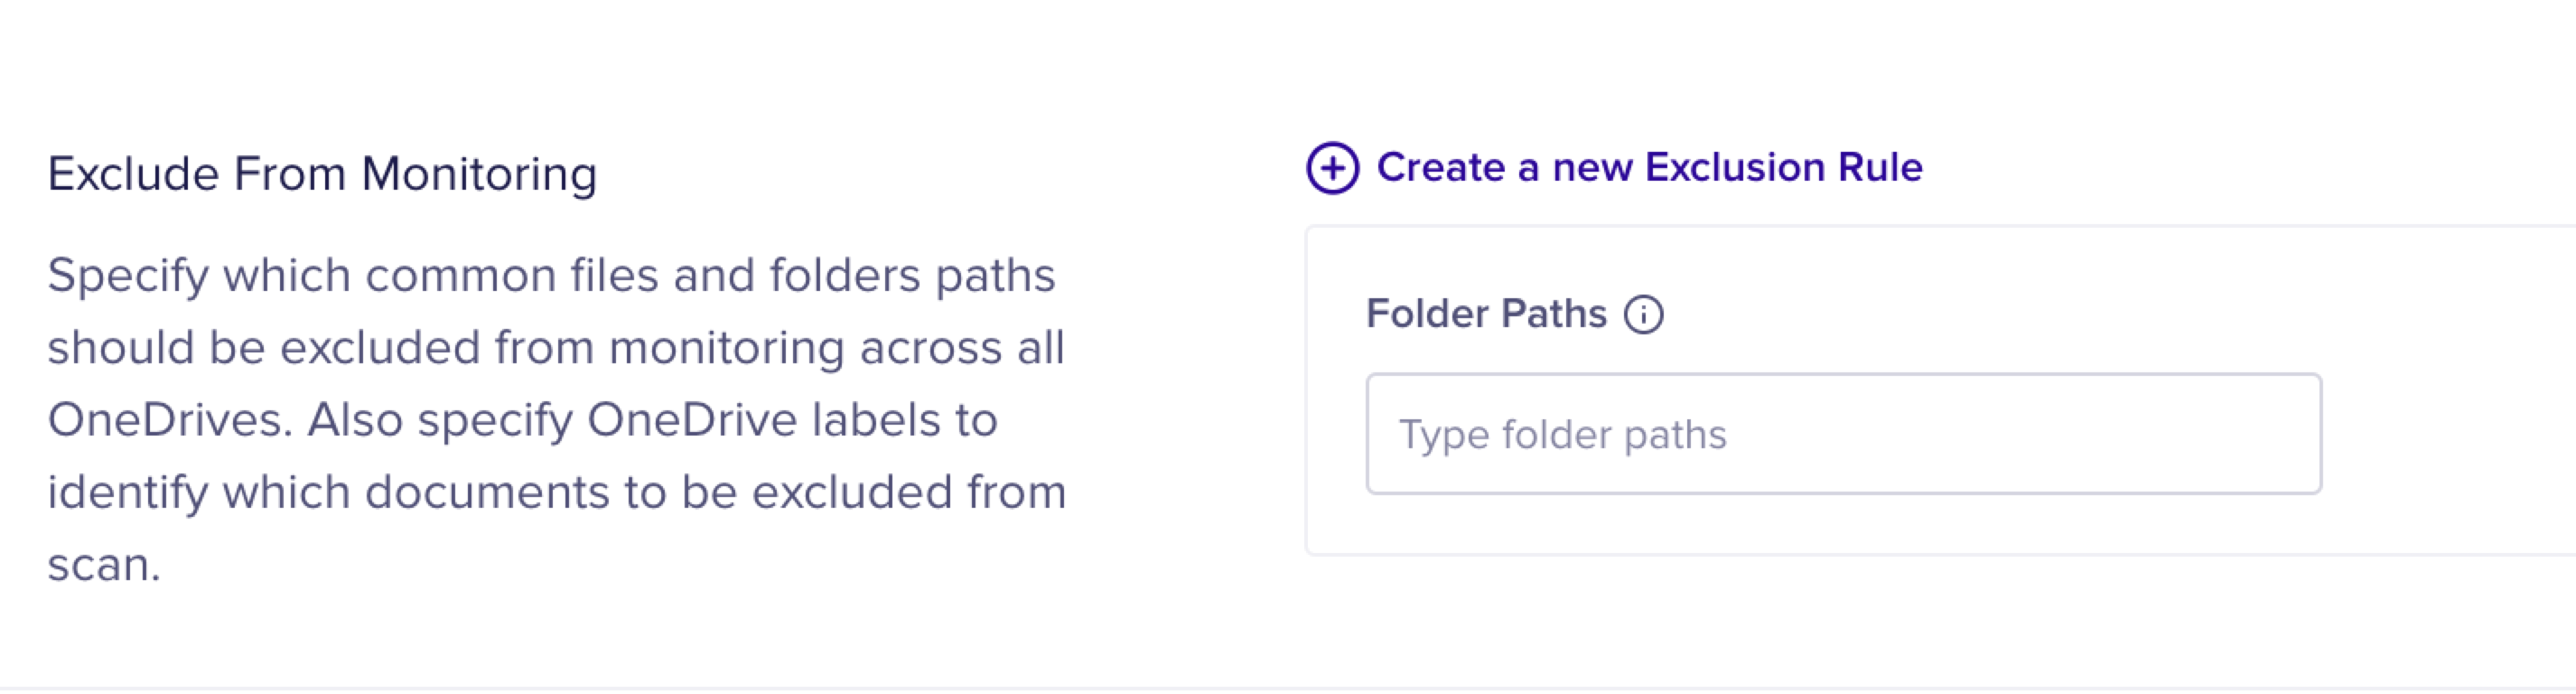 Exclude From Monitoring
Specify which common files and folders paths
should be excluded from monitoring across all
OneDrives. Also specify OneDrive labels to
identify which documents to be excluded from
scan.
Create a new Exclusion Rule
Folder Paths
Type folder paths